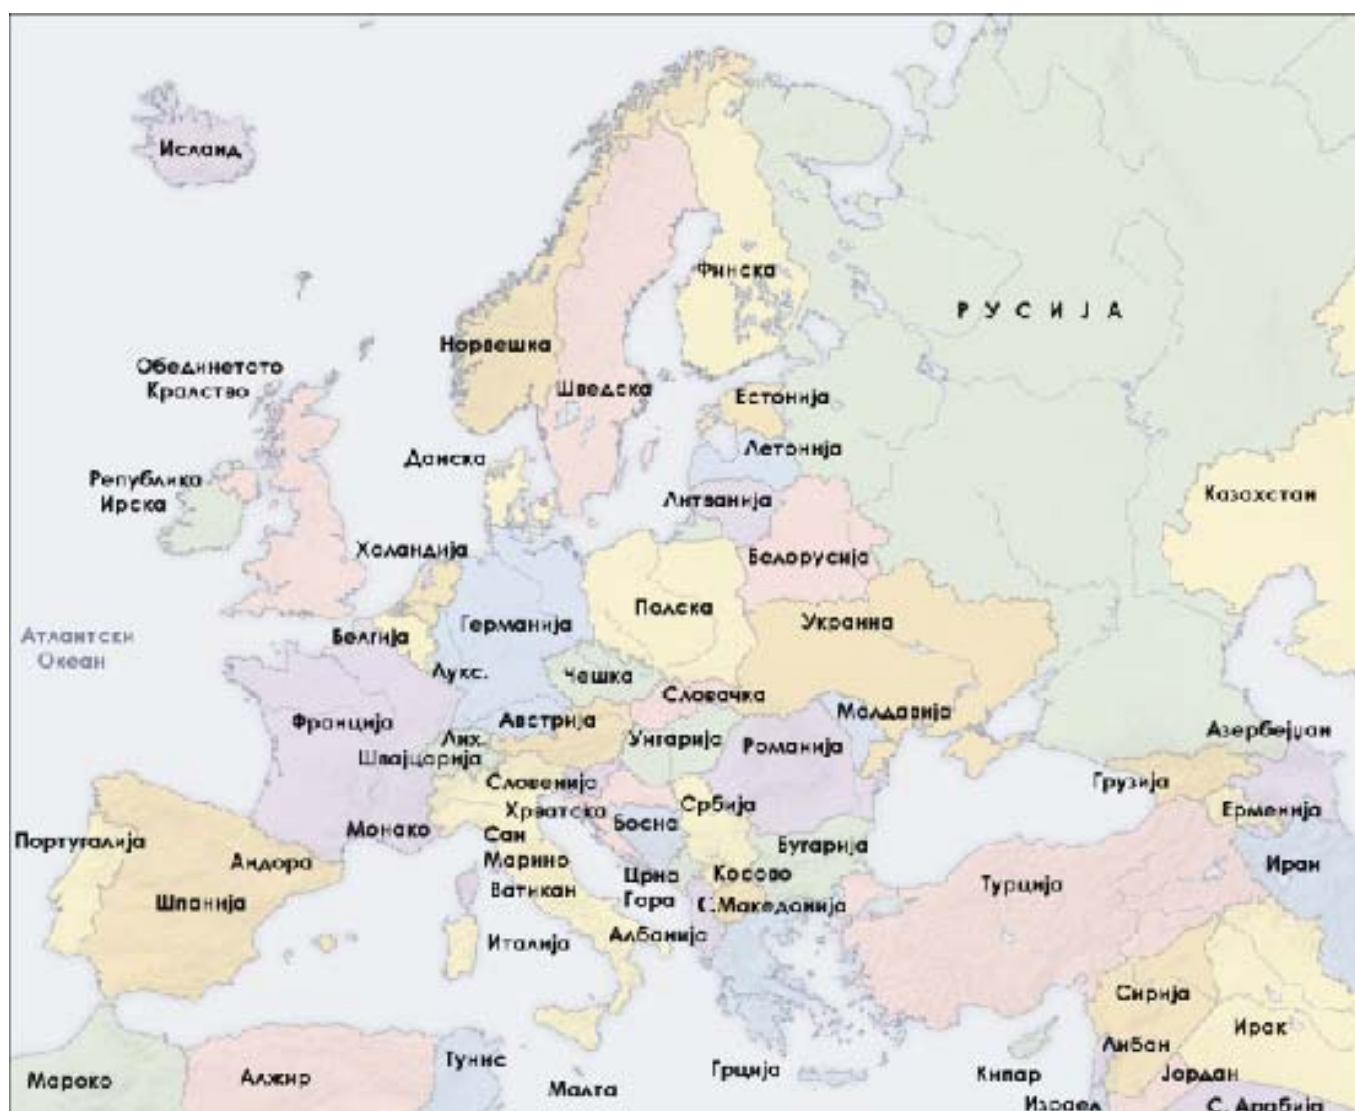 Исланд
Финска
РУСИЈА
Норвешка
Обединетото
Кралство
Шведска
Естонија
Летонија
Данска
Република
Ирска
Литванија
Казахстан
Халандија
Белорусија
Полска
Украина
Германија
Белгија
Атлантски
Океан
Лукс.
Чешка
Словачка
Франција
Австрија
Малдавија
Лих.
Унгарија
Романија
Азербејџан
Швајцарија
Словенија
Грузија
Хрватска
Србија
Ерменија
Босна
Монако
Сан
Марино
Португалија
Бугарија
Андора
Иран
Црна
Гора
Косово
Турција
Ватикан
Шпанија
С.Македонија
Албанија
Италија
Сирија
Ирак
Либан
Тунис
Грција
Кипар
Јордан
Мароко
Алжир
Малта
Израел
С. Арабија